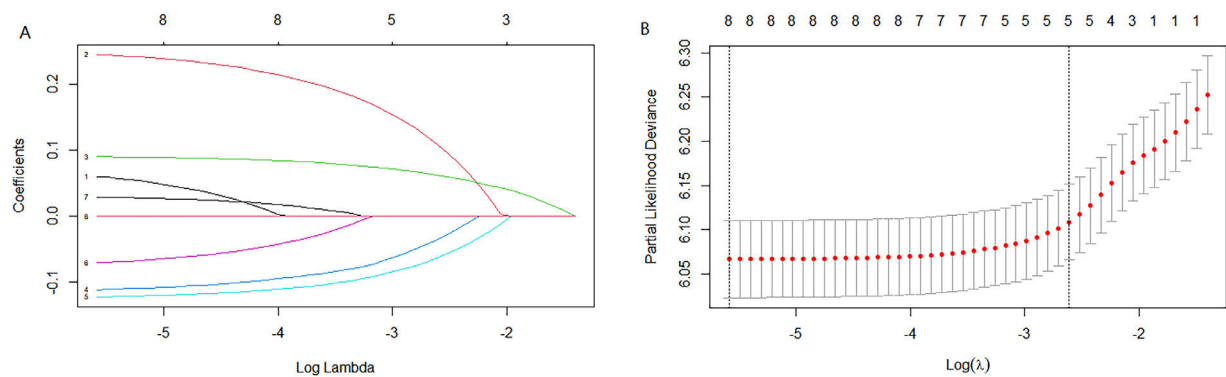 A
8 8 5 3
Coefficients
0.2
0.1
0.0
-0.1
2
3
1
7
8
6
4
5
-5 -4 -3 -2
Log Lambda
B
8 8 8 8 8 8 8 8 7 7 7 7 5 5 5 5 4 3 1 1 1
Partial Likelihood Deviance
6.30
6.25
6.20
6.15
6.10
6.05
-5 -4 -3 -2
Log(λ)